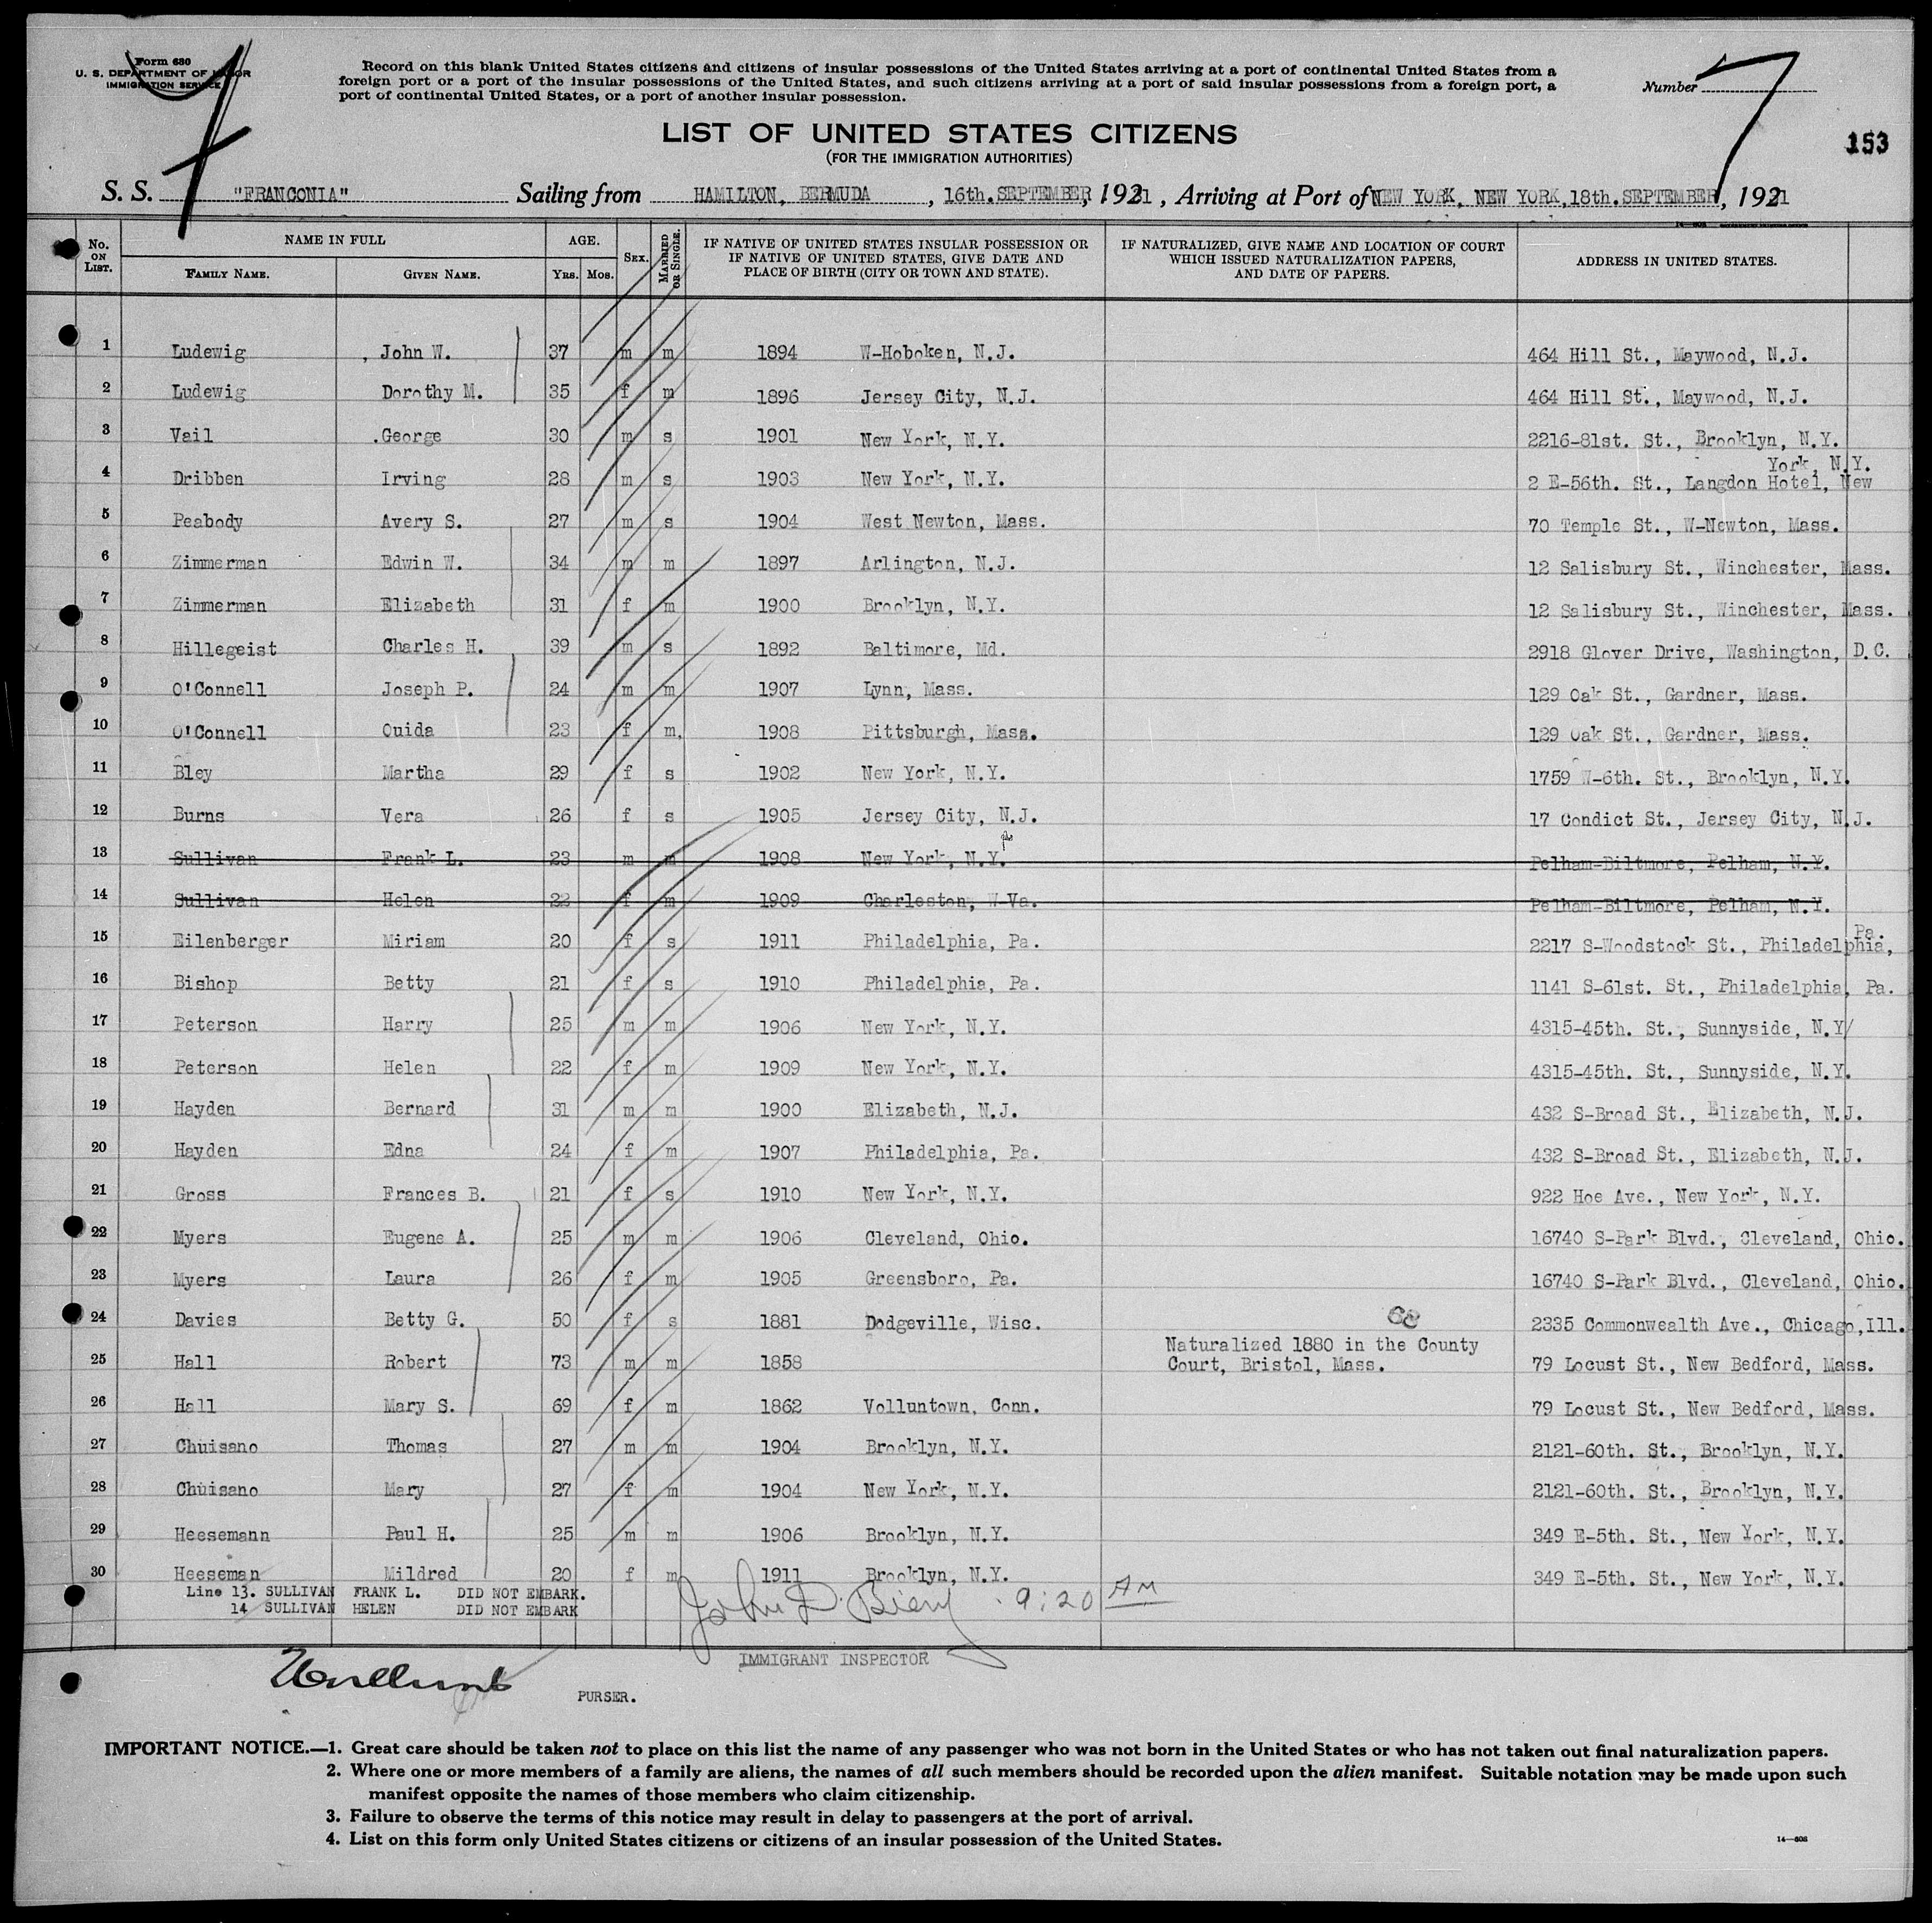 Form 630
U. S. DEPARTMENT OF LABOR
IMMIGRATION SERVICE
Record on this blank United States citizens and citizens of insular possessions of the United States arriving at a port of continental United States from a
foreign port or a port of the insular possessions of the United States, and such citizens arriving at a port of said insular possessions from a foreign port, a
port of continental United States, or a port of another insular possession.
Number 7
LIST OF UNITED STATES CITIZENS
(FOR THE IMMIGRATION AUTHORITIES)
153
S. S. "FRANCONIA" Sailing from HAMILTON, BERMUDA, 16th. SEPTEMBER, 1931, Arriving at Port of NEW YORK, NEW YORK, 18th. SEPTEMBER, 1931
No. ON LIST. NAME IN FULL AGE. SEX. MARRIED OR SINGLE. IF NATIVE OF UNITED STATES INSULAR POSSESSION OR IF NATIVE OF UNITED STATES, GIVE DATE AND PLACE OF BIRTH (CITY OR TOWN AND STATE). IF NATURALIZED, GIVE NAME AND LOCATION OF COURT WHICH ISSUED NATURALIZATION PAPERS, AND DATE OF PAPERS. ADDRESS IN UNITED STATES.
FAMILY NAME. GIVEN NAME. YRS. MOS.
1 Ludewig , John W. 37 m m 1894 W-Hoboken, N.J. 464 Hill St., Maywood, N.J.
2 Ludewig Dorothy M. 35 f m 1896 Jersey City, N.J. 464 Hill St., Maywood, N.J.
3 Vail .George 30 m s 1901 New York, N.Y. 2216-81st. St., Brooklyn, N.Y.
4 Dribben Irving 28 m s 1903 New York, N.Y. 2 E-56th. St., Langdon Hotel, New York, N.Y.
5 Peabody Avery S. 27 m s 1904 West Newton, Mass. 70 Temple St., W-Newton, Mass.
6 Zimmerman Edwin W. 34 m m 1897 Arlington, N.J. 12 Salisbury St., Winchester, Mass.
7 Zimmerman Elizabeth 31 f m 1900 Brooklyn, N.Y. 12 Salisbury St., Winchester, Mass.
8 Hillegeist Charles H. 39 m s 1892 Baltimore, Md. 2918 Glover Drive, Washington, D.C.
9 O'Connell Joseph P. 24 m m 1907 Lynn, Mass. 129 Oak St., Gardner, Mass.
10 O'Connell Ouida 23 f m. 1908 Pittsburgh, Mass. 129 Oak St., Gardner, Mass.
11 Bley Martha 29 f s 1902 New York, N.Y. 1759 W-6th. St., Brooklyn, N.Y.
12 Burns Vera 26 f s 1905 Jersey City, N.J. 17 Condict St., Jersey City, N.J.
13 Sullivan Frank L. 23 m m 1908 New York, N.Y. Pelham-Biltmore, Pelham, N.Y.
14 Sullivan Helen 22 f m 1909 Charleston, W-Va. Pelham-Biltmore, Pelham, N.Y.
15 Eilenberger Miriam 20 f s 1911 Philadelphia, Pa. 2217 S-Woodstock St., Philadelphia, Pa.
16 Bishop Betty 21 f s 1910 Philadelphia, Pa. 1141 S-61st. St., Philadelphia, Pa.
17 Peterson Harry 25 m m 1906 New York, N.Y. 4315-45th. St., Sunnyside, N.Y/
18 Peterson Helen 22 f m 1909 New York, N.Y. 4315-45th. St., Sunnyside, N.Y.
19 Hayden Bernard 31 m m 1900 Elizabeth, N.J. 432 S-Broad St., Elizabeth, N.J.
20 Hayden Edna 24 f m 1907 Philadelphia, Pa. 432 S-Broad St., Elizabeth, N.J.
21 Gross Frances B. 21 f s 1910 New York, N.Y. 922 Hoe Ave., New York, N.Y.
22 Myers Eugene A. 25 m m 1906 Cleveland, Ohio. 16740 S-Park Blvd., Cleveland, Ohio.
23 Myers Laura 26 f m 1905 Greensboro, Pa. 16740 S-Park Blvd., Cleveland, Ohio.
24 Davies Betty G. 50 f s 1881 Dodgeville, Wisc. 2335 Commonwealth Ave., Chicago, Ill.
25 Hall Robert 73 m m 1858 Naturalized 1880 in the County Court, Bristol, Mass. 79 Locust St., New Bedford, Mass.
26 Hall Mary S. 69 f m 1862 Volluntown, Conn. 79 Locust St., New Bedford, Mass.
27 Chuisano Thomas 27 m m 1904 Brooklyn, N.Y. 2121-60th. St., Brooklyn, N.Y.
28 Chuisano Mary 27 f m 1904 New York, N.Y. 2121-60th. St., Brooklyn, N.Y.
29 Heesemann Paul H. 25 m m 1906 Brooklyn, N.Y. 349 E-5th. St., New York, N.Y.
30 Heeseman Mildred 20 f m 1911 Brooklyn, N.Y. 349 E-5th. St., New York, N.Y.
Line 13. SULLIVAN FRANK L. DID NOT EMBARK.
14 SULLIVAN HELEN DID NOT EMBARK
John D. 9:20 AM
IMMIGRANT INSPECTOR
PURSER.
IMPORTANT NOTICE.—1. Great care should be taken not to place on this list the name of any passenger who was not born in the United States or who has not taken out final naturalization papers.
2. Where one or more members of a family are aliens, the names of all such members should be recorded upon the alien manifest. Suitable notation may be made upon such
manifest opposite the names of those members who claim citizenship.
3. Failure to observe the terms of this notice may result in delay to passengers at the port of arrival.
4. List on this form only United States citizens or citizens of an insular possession of the United States.
14—808